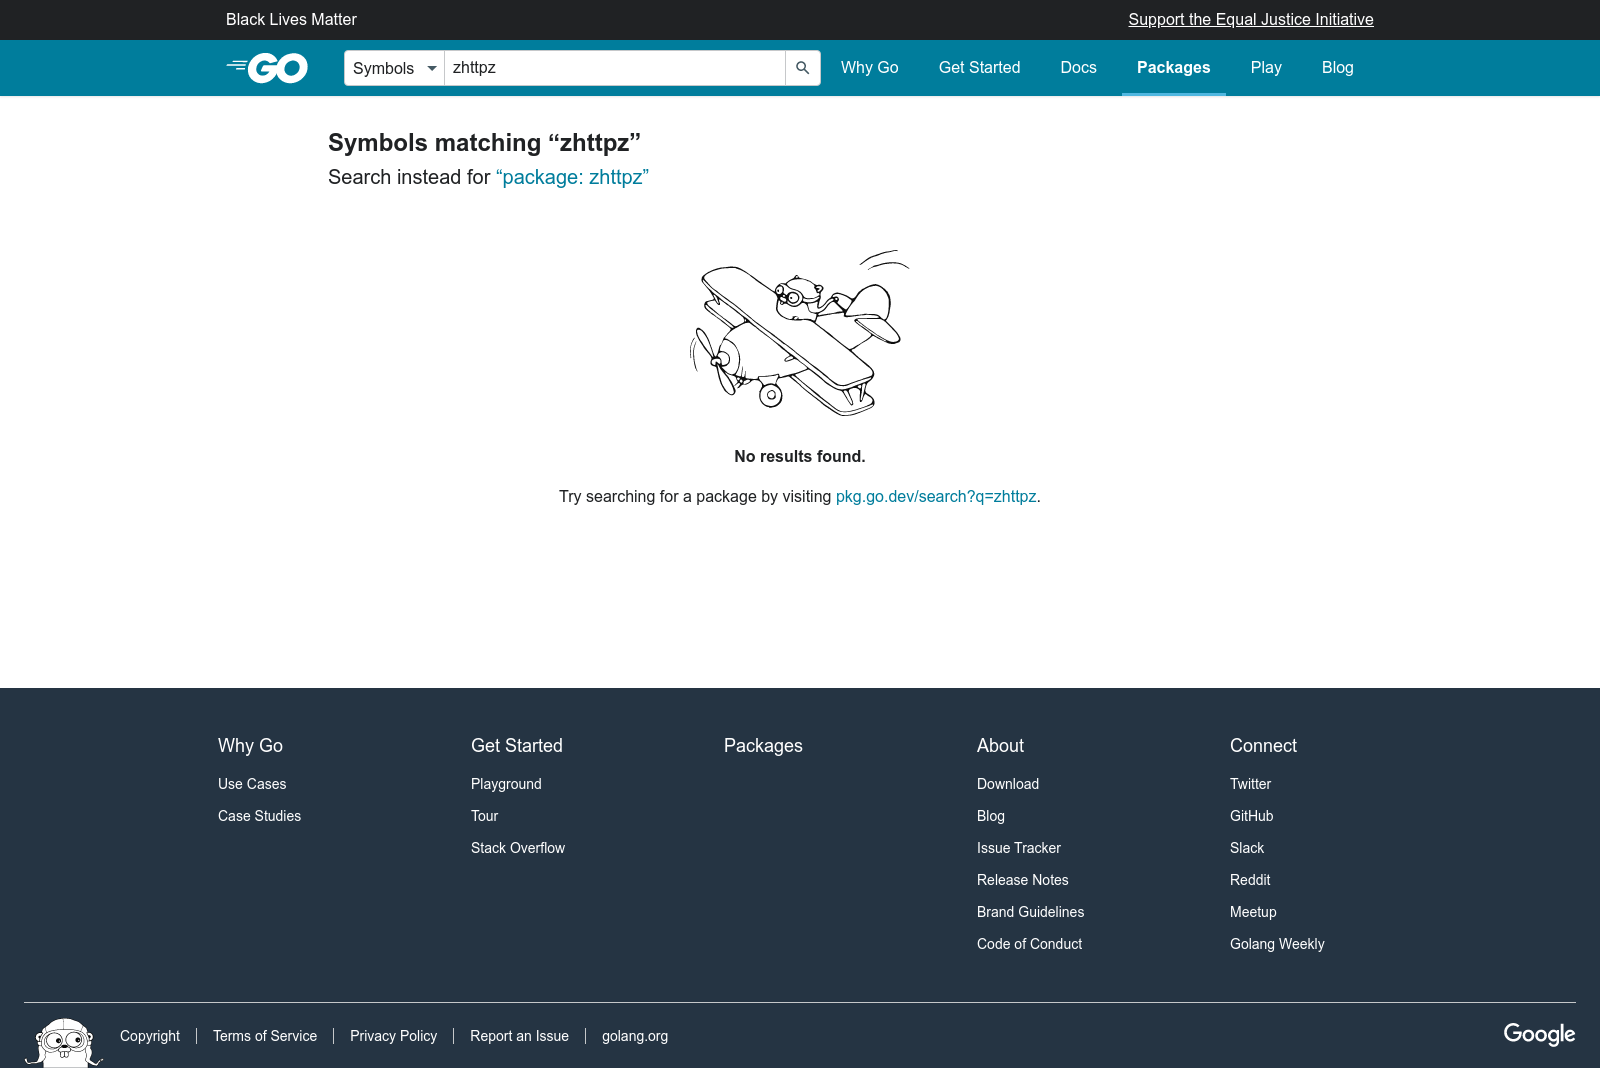 Black Lives Matter
Support the Equal Justice Initiative
GO
Symbols
zhttpz
Why Go
Get Started
Docs
Packages
Play
Blog
Symbols matching “zhttpz”
Search instead for “package: zhttpz”
No results found.
Try searching for a package by visiting pkg.go.dev/search?q=zhttpz.
Why Go
Use Cases
Case Studies
Get Started
Playground
Tour
Stack Overflow
Packages
About
Download
Blog
Issue Tracker
Release Notes
Brand Guidelines
Code of Conduct
Connect
Twitter
GitHub
Slack
Reddit
Meetup
Golang Weekly
Copyright
Terms of Service
Privacy Policy
Report an Issue
golang.org
Google